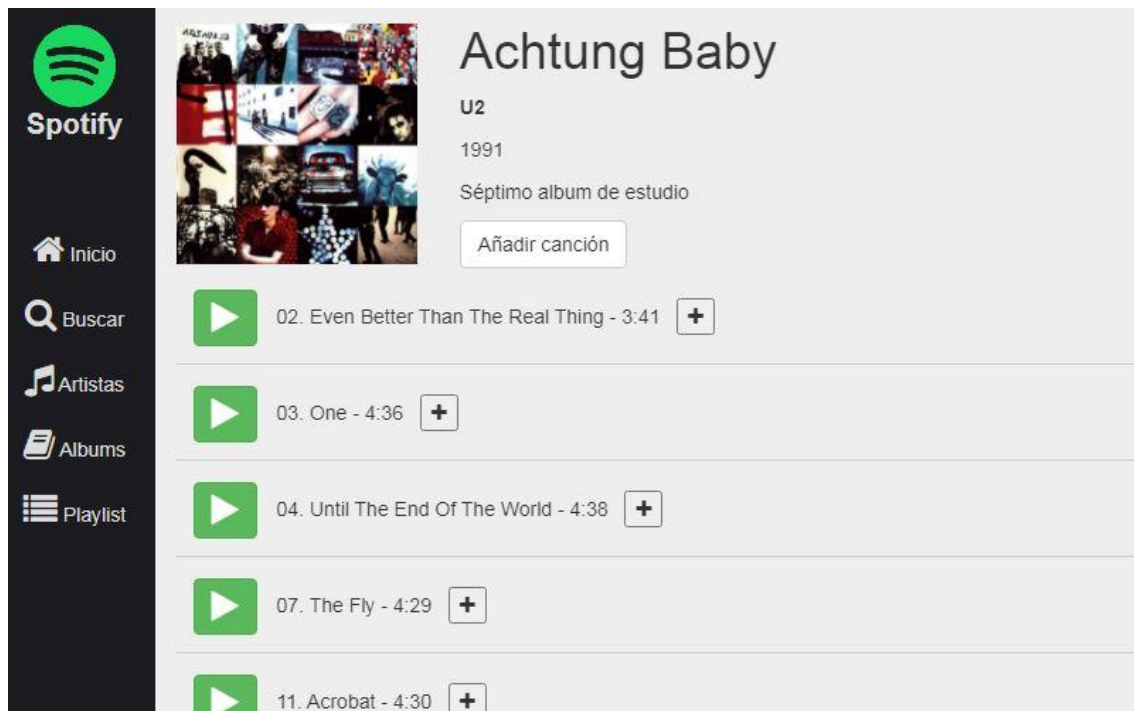 Spotify
Inicio
Buscar
Artistas
Albums
Playlist
Achtung Baby
U2
1991
Séptimo album de estudio
Añadir canción
02. Even Better Than The Real Thing - 3:41
03. One - 4:36
04. Until The End Of The World - 4:38
07. The Fly - 4:29
11. Acrobat - 4:30